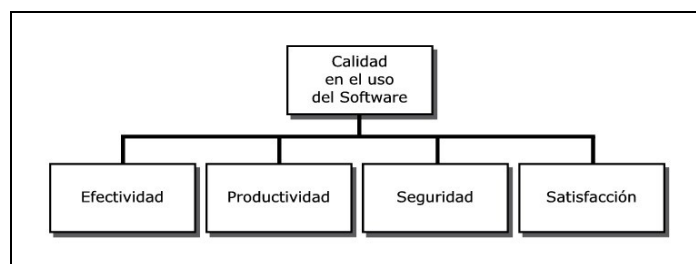 Calidad
en el uso
del Software
Efectividad
Productividad
Seguridad
Satisfacción